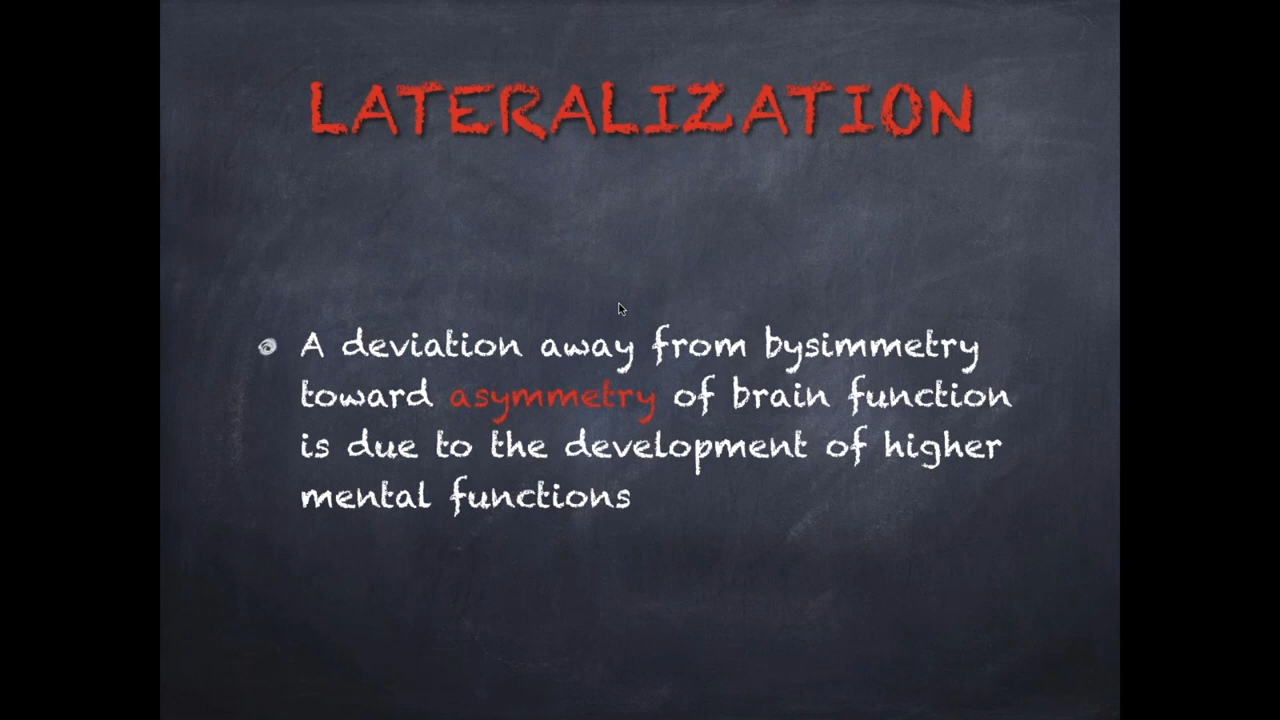 LATERALIZATION
A deviation away from bysimmetry
toward asymmetry of brain function
is due to the development of higher
mental functions